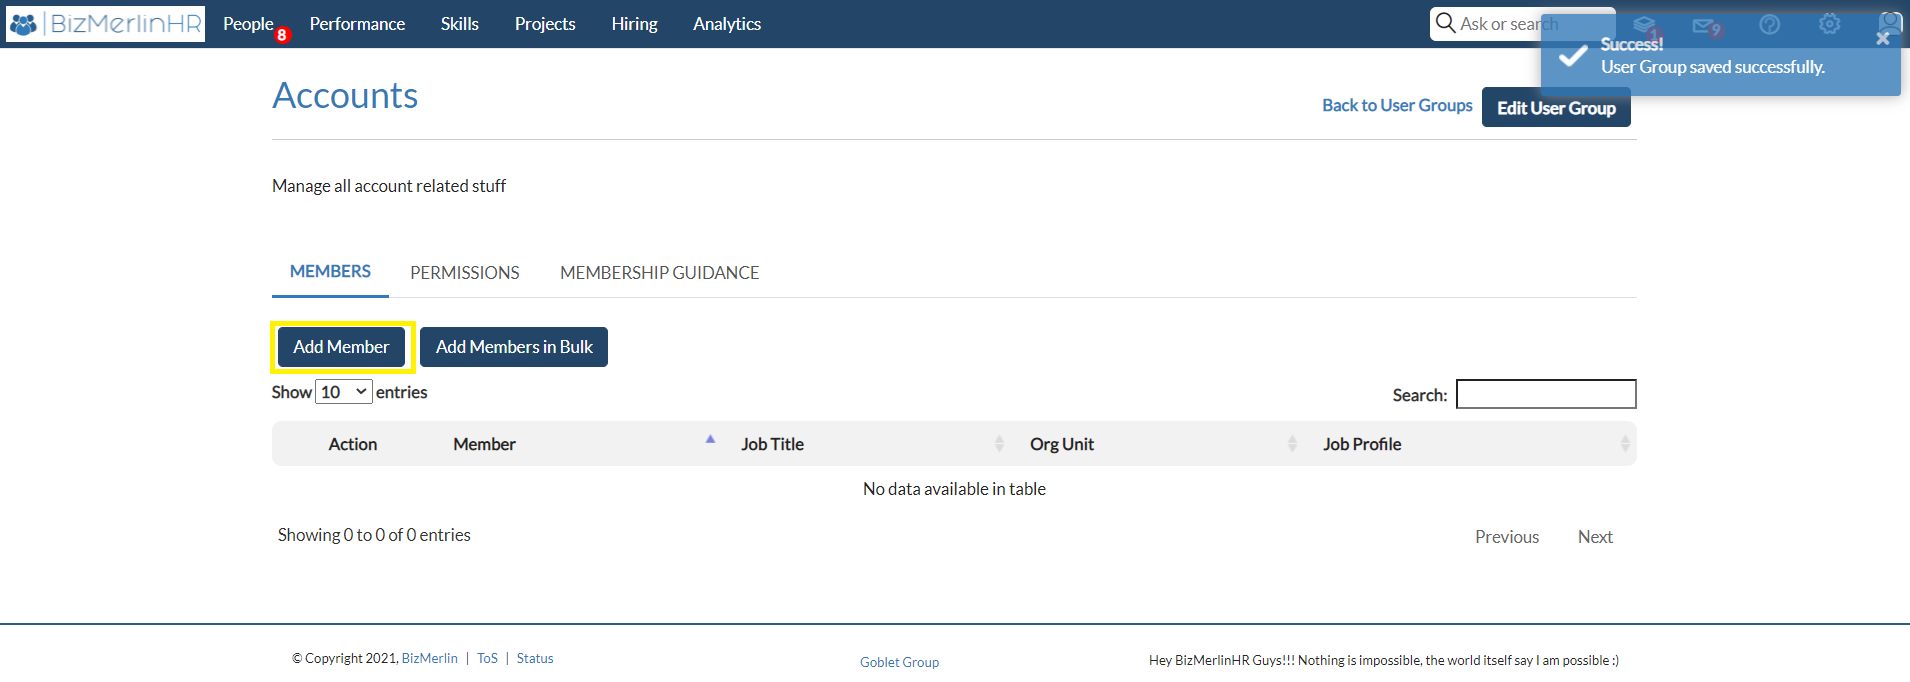 BizMerlinHR People 8 Performance Skills Projects Hiring Analytics Ask or search 1 9
Success!
User Group saved successfully.
Accounts
Back to User Groups Edit User Group
Manage all account related stuff
MEMBERS PERMISSIONS MEMBERSHIP GUIDANCE
Add Member Add Members in Bulk
Show 10 entries Search:
Action Member Job Title Org Unit Job Profile
No data available in table
Showing 0 to 0 of 0 entries Previous Next
© Copyright 2021, BizMerlin | ToS | Status Goblet Group Hey BizMerlinHR Guys!!! Nothing is impossible, the world itself say I am possible :)